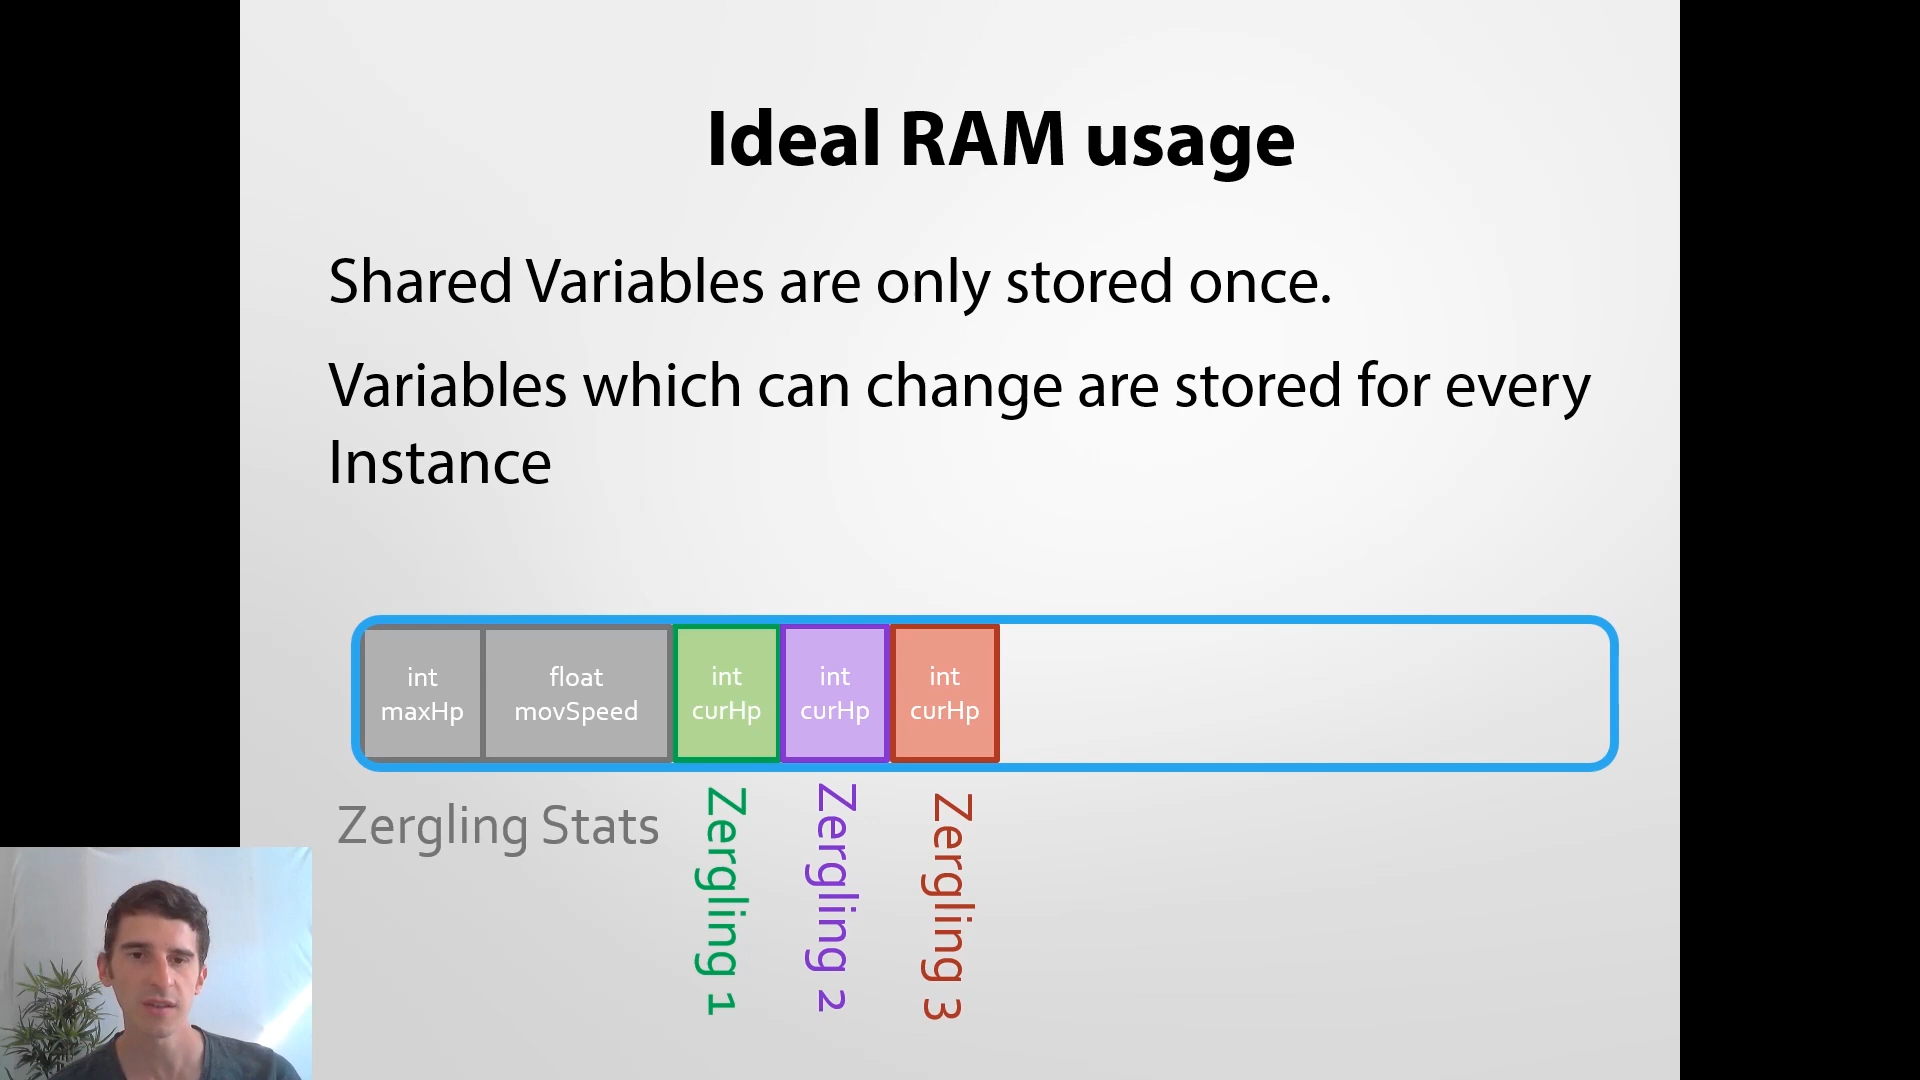 Ideal RAM usage
Shared Variables are only stored once.
Variables which can change are stored for every
Instance
int
maxHp
float
movSpeed
int
curHp
int
curHp
int
curHp
Zergling Stats
Zergling 1
Zergling 2
Zergling 3